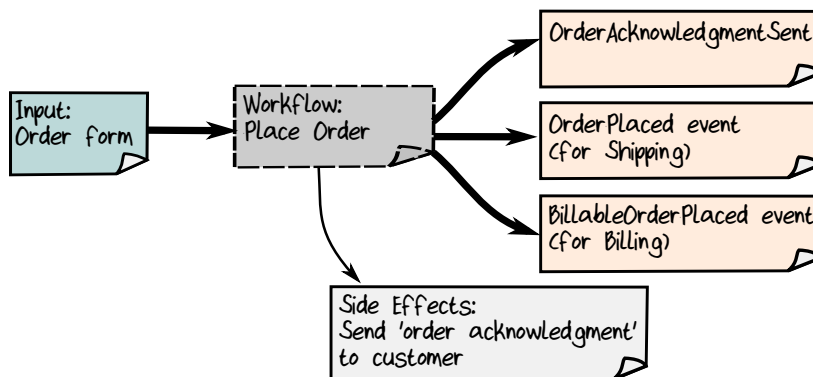 Input:
Order form
Workflow:
Place Order
OrderAcknowledgmentSent
OrderPlaced event
(for Shipping)
BillableOrderPlaced event
(for Billing)
Side Effects:
Send 'order acknowledgment'
to customer